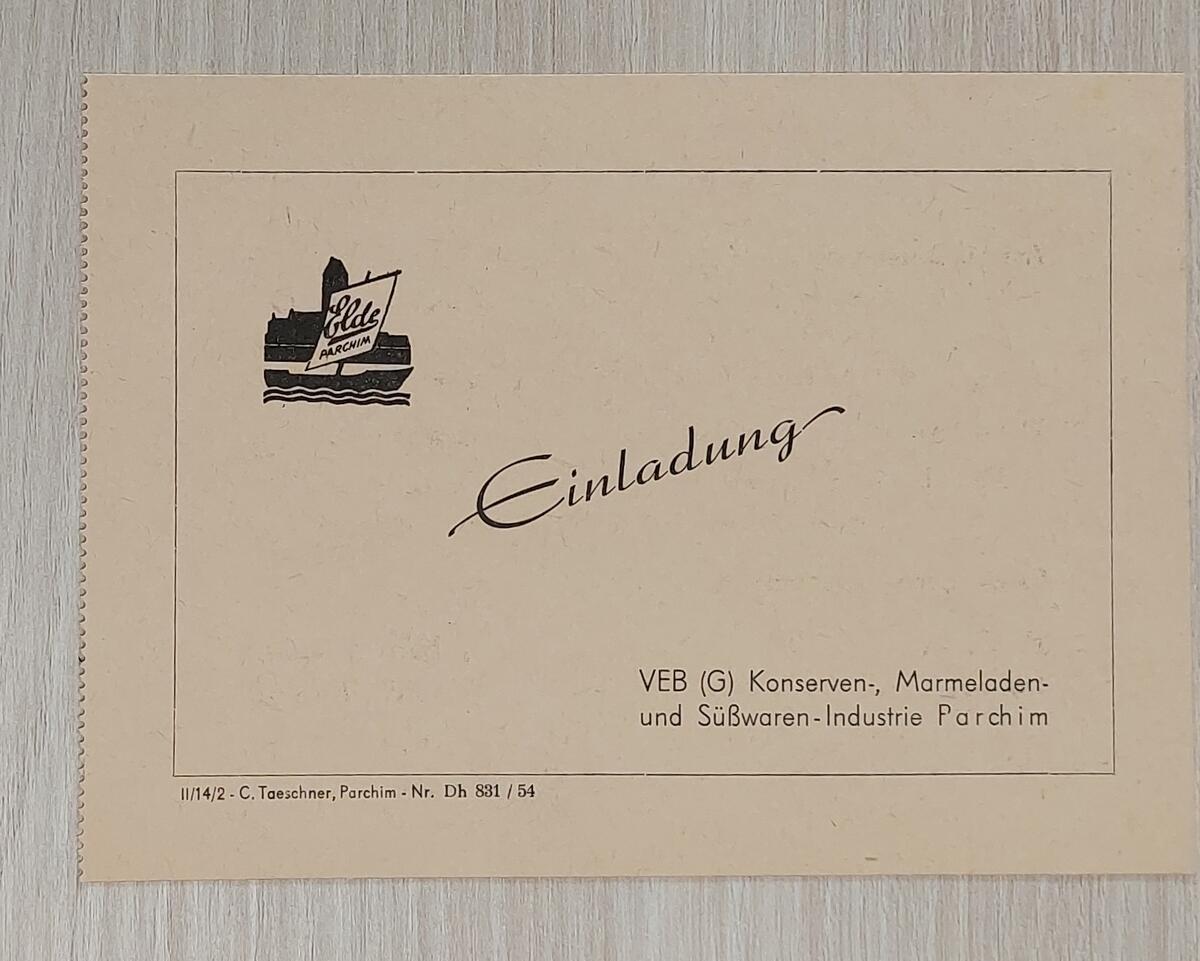 Elde
PARCHIM
Einladung
VEB (G) Konserven-, Marmeladen-
und Süßwaren-Industrie Parchim
II/14/2 - C. Taeschner, Parchim - Nr. Dh 831 / 54